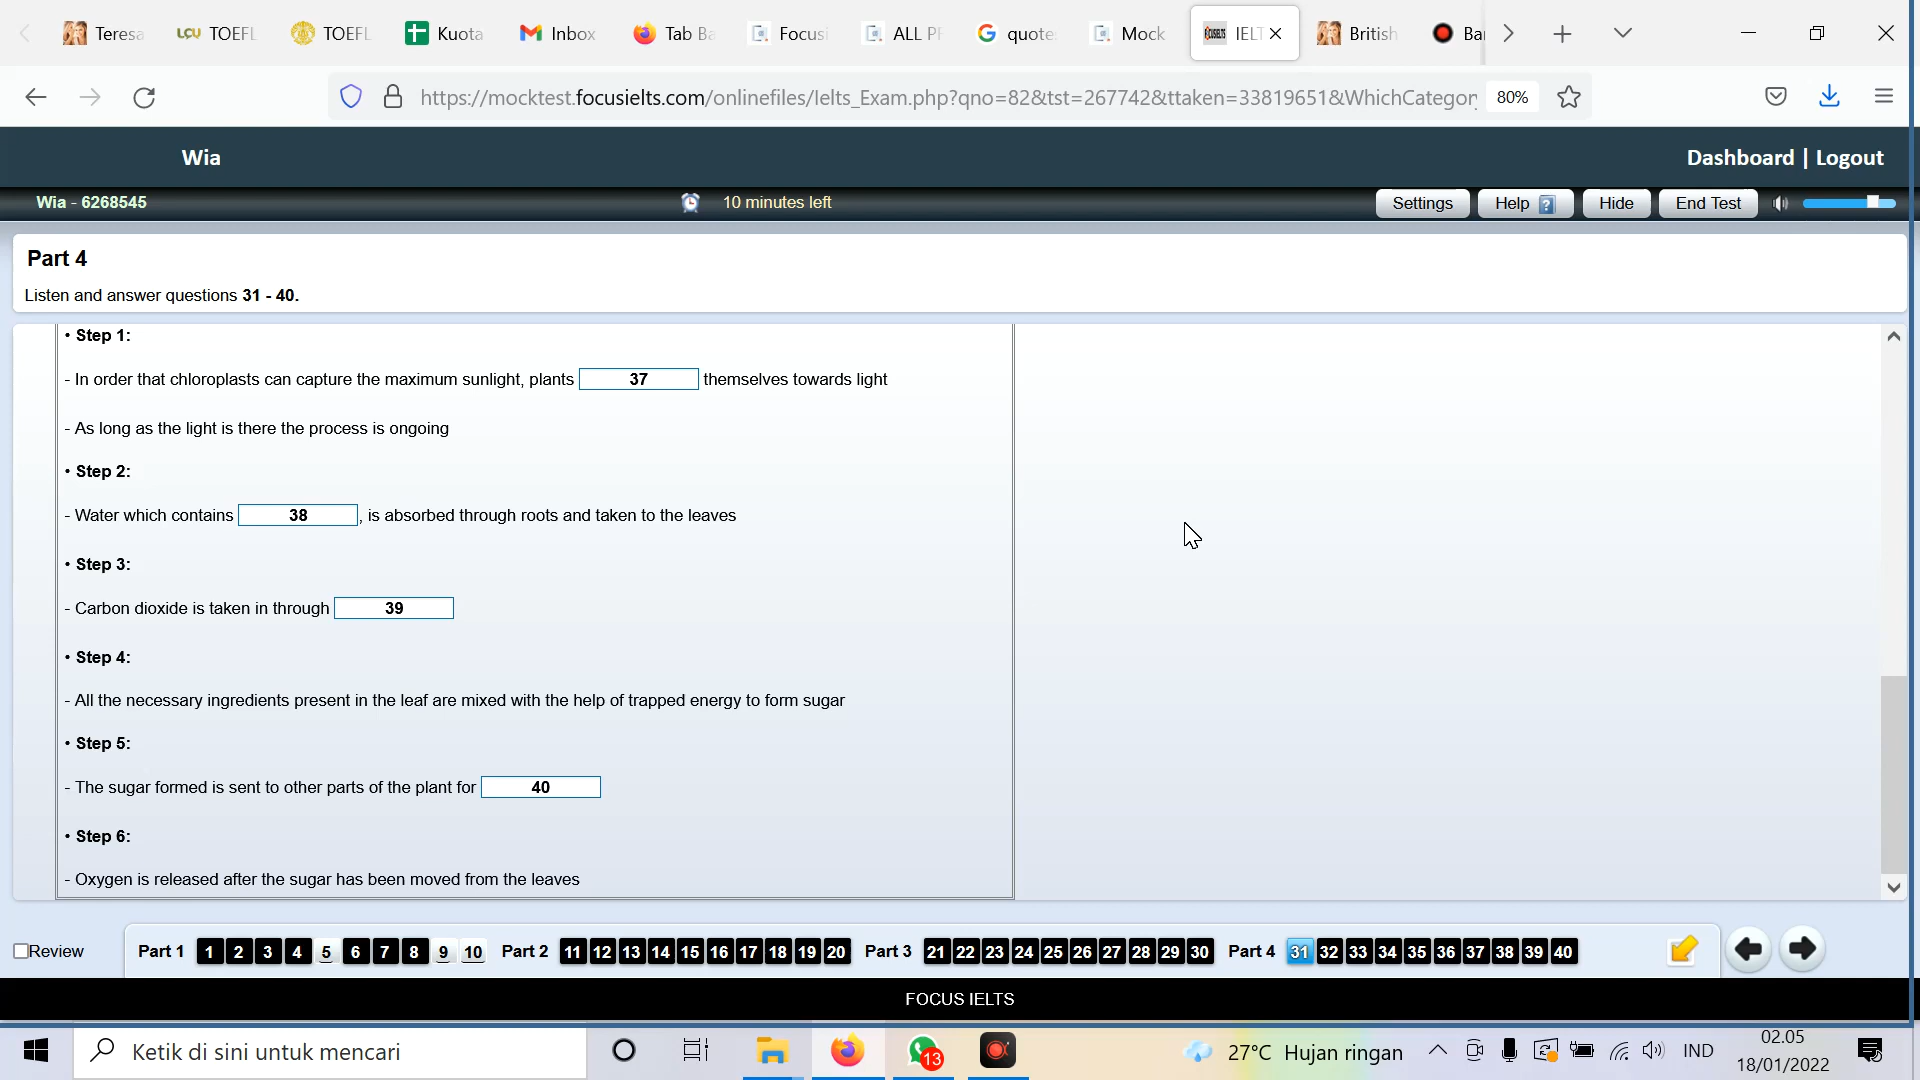 Teresa
LCU TOEFL
TOEFL
Kuota
Inbox
Tab Ba
Focusi
ALL PR
quote
Mock
IELT
British
Ba
https://mocktest.focusielts.com/onlinefiles/Ielts_Exam.php?qno=82&tst=267742&ttaken=33819651&WhichCategory
80%
Wia
Dashboard | Logout
Wia - 6268545
10 minutes left
Settings
Help ?
Hide
End Test
Part 4
Listen and answer questions 31 - 40.
• Step 1:
- In order that chloroplasts can capture the maximum sunlight, plants 37 themselves towards light
- As long as the light is there the process is ongoing
• Step 2:
- Water which contains 38 , is absorbed through roots and taken to the leaves
• Step 3:
- Carbon dioxide is taken in through 39
• Step 4:
- All the necessary ingredients present in the leaf are mixed with the help of trapped energy to form sugar
• Step 5:
- The sugar formed is sent to other parts of the plant for 40
• Step 6:
- Oxygen is released after the sugar has been moved from the leaves
Review
Part 1 1 2 3 4 5 6 7 8 9 10 Part 2 11 12 13 14 15 16 17 18 19 20 Part 3 21 22 23 24 25 26 27 28 29 30 Part 4 31 32 33 34 35 36 37 38 39 40
FOCUS IELTS
Ketik di sini untuk mencari
13
27°C Hujan ringan
IND
02.05
18/01/2022